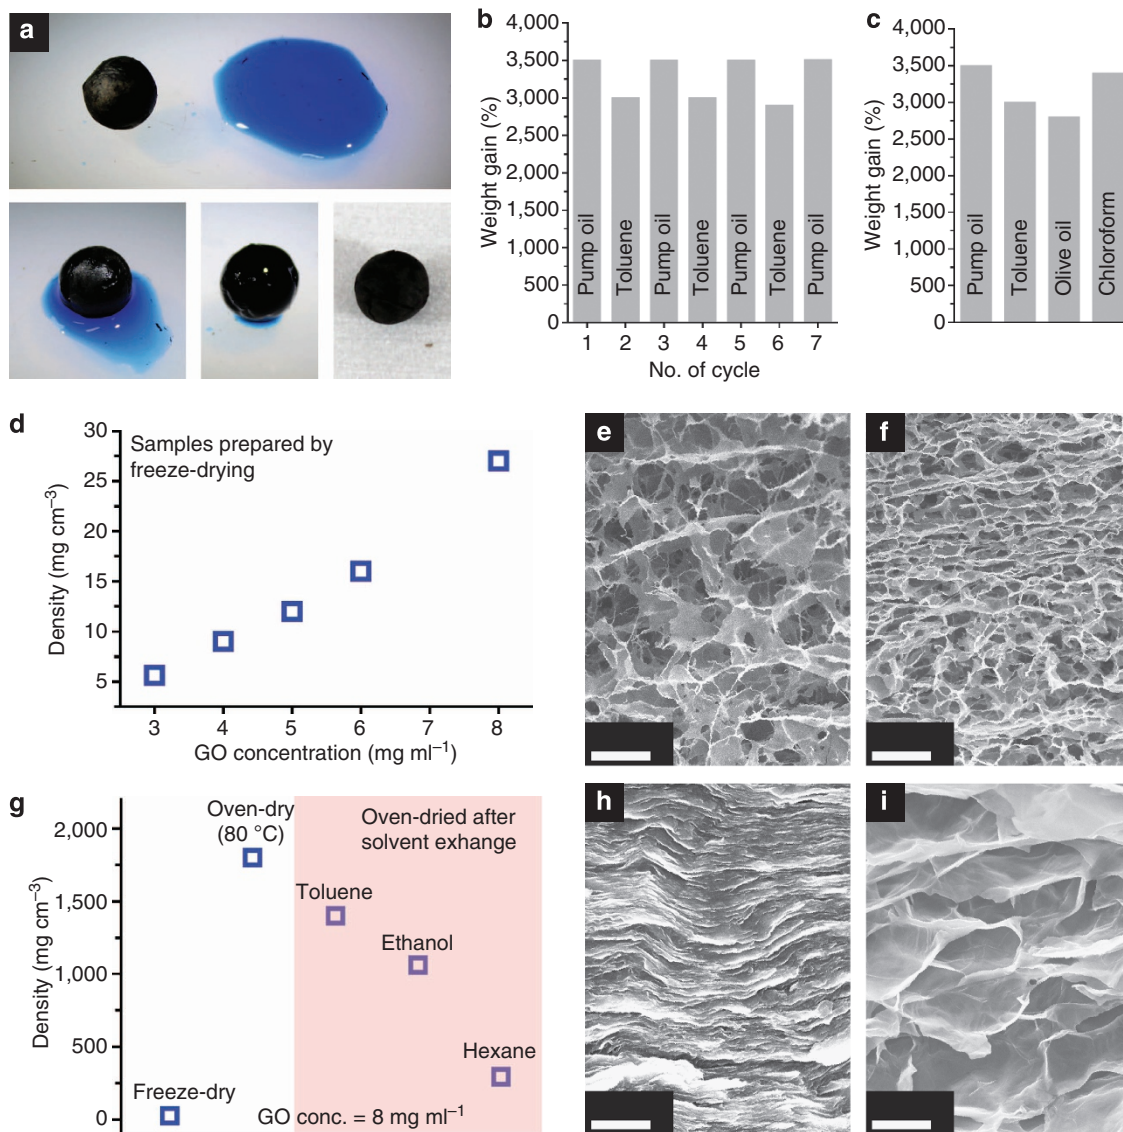 a
b
4,000
3,500
3,000
2,500
2,000
1,500
1,000
500
0
Weight gain (%)
Pump oil
Toluene
Pump oil
Toluene
Pump oil
Toluene
Pump oil
1 2 3 4 5 6 7
No. of cycle
c
4,000
3,500
3,000
2,500
2,000
1,500
1,000
500
0
Weight gain (%)
Pump oil
Toluene
Olive oil
Chloroform
d
30
25
20
15
10
5
Density (mg cm⁻³)
Samples prepared by
freeze-drying
3 4 5 6 7 8
GO concentration (mg ml⁻¹)
e
f
g
2,000
1,500
1,000
500
0
Density (mg cm⁻³)
Oven-dry
(80 °C)
Oven-dried after
solvent exhange
Toluene
Ethanol
Hexane
Freeze-dry
GO conc. = 8 mg ml⁻¹
h
i